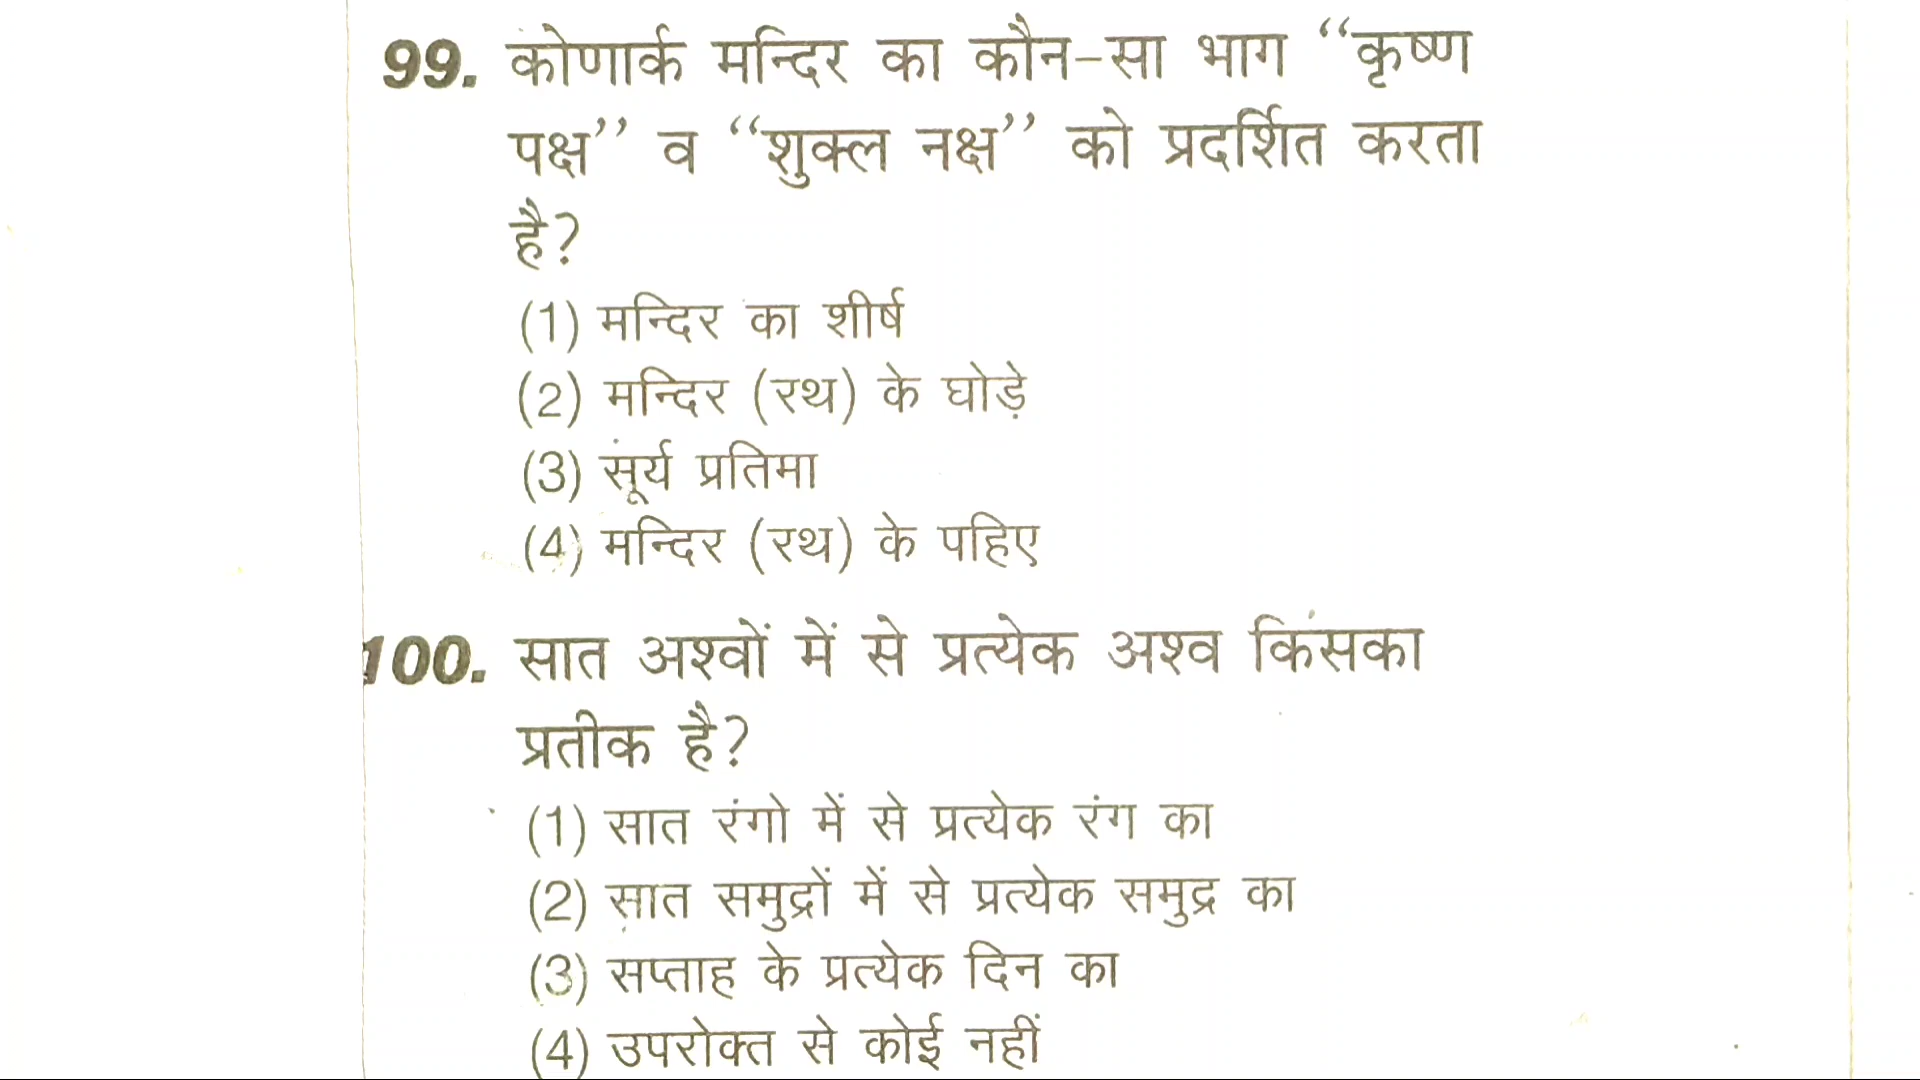 99. कोणार्क मन्दिर का कौन-सा भाग “कृष्ण
पक्ष” व “शुक्ल नक्ष” को प्रदर्शित करता
है?
(1) मन्दिर का शीर्ष
(2) मन्दिर (रथ) के घोड़े
(3) सूर्य प्रतिमा
(4) मन्दिर (रथ) के पहिए
100. सात अश्वों में से प्रत्येक अश्व किसका
प्रतीक है?
(1) सात रंगो में से प्रत्येक रंग का
(2) सात समुद्रों में से प्रत्येक समुद्र का
(3) सप्ताह के प्रत्येक दिन का
(4) उपरोक्त से कोई नहीं